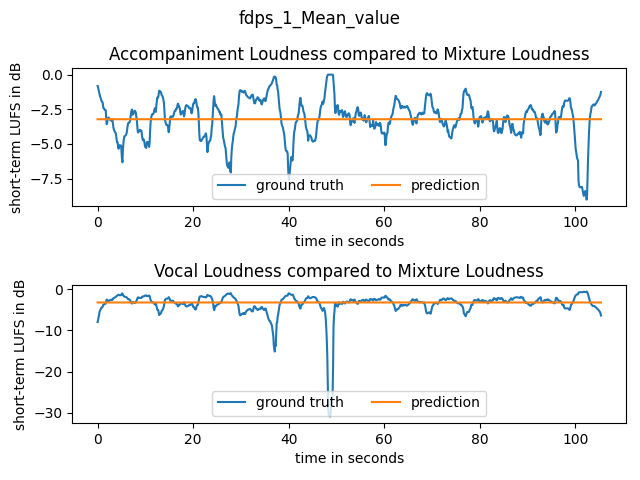 fdps_1_Mean_value
Accompaniment Loudness compared to Mixture Loudness
short-term LUFS in dB
0.0
−2.5
−5.0
−7.5
ground truth prediction
0 20 40 60 80 100
time in seconds
Vocal Loudness compared to Mixture Loudness
short-term LUFS in dB
0
−10
−20
−30
ground truth prediction
0 20 40 60 80 100
time in seconds